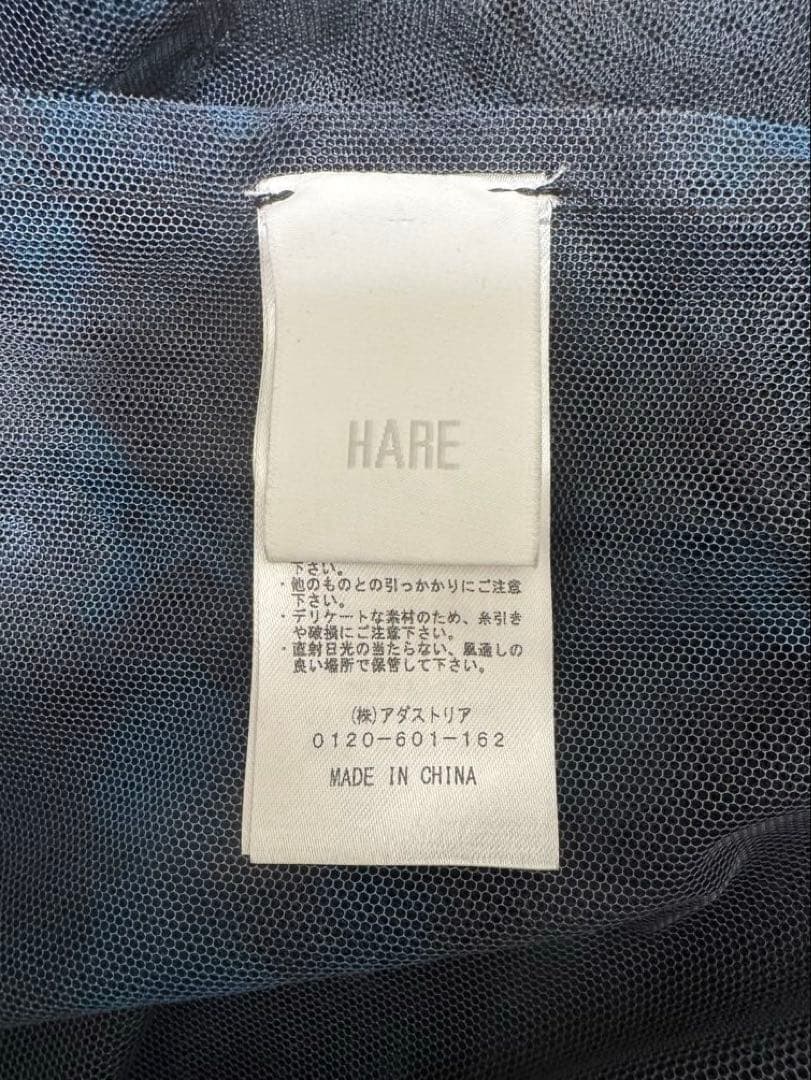 HARE
下さい。
・他のものとの引っかかりにご注意
下さい。
・デリケートな素材のため、糸引き
や破損にご注意下さい。
・直射日光の当たらない、風通しの
良い場所で保管して下さい。
(株)アダストリア
0120-601-162
MADE IN CHINA